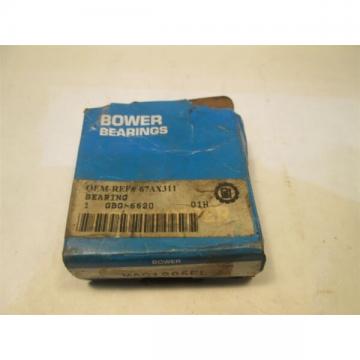 BOWER
BEARINGS
OEM-REF# 67AX311
BEARING
1 GBG-6620 01H
BOWER